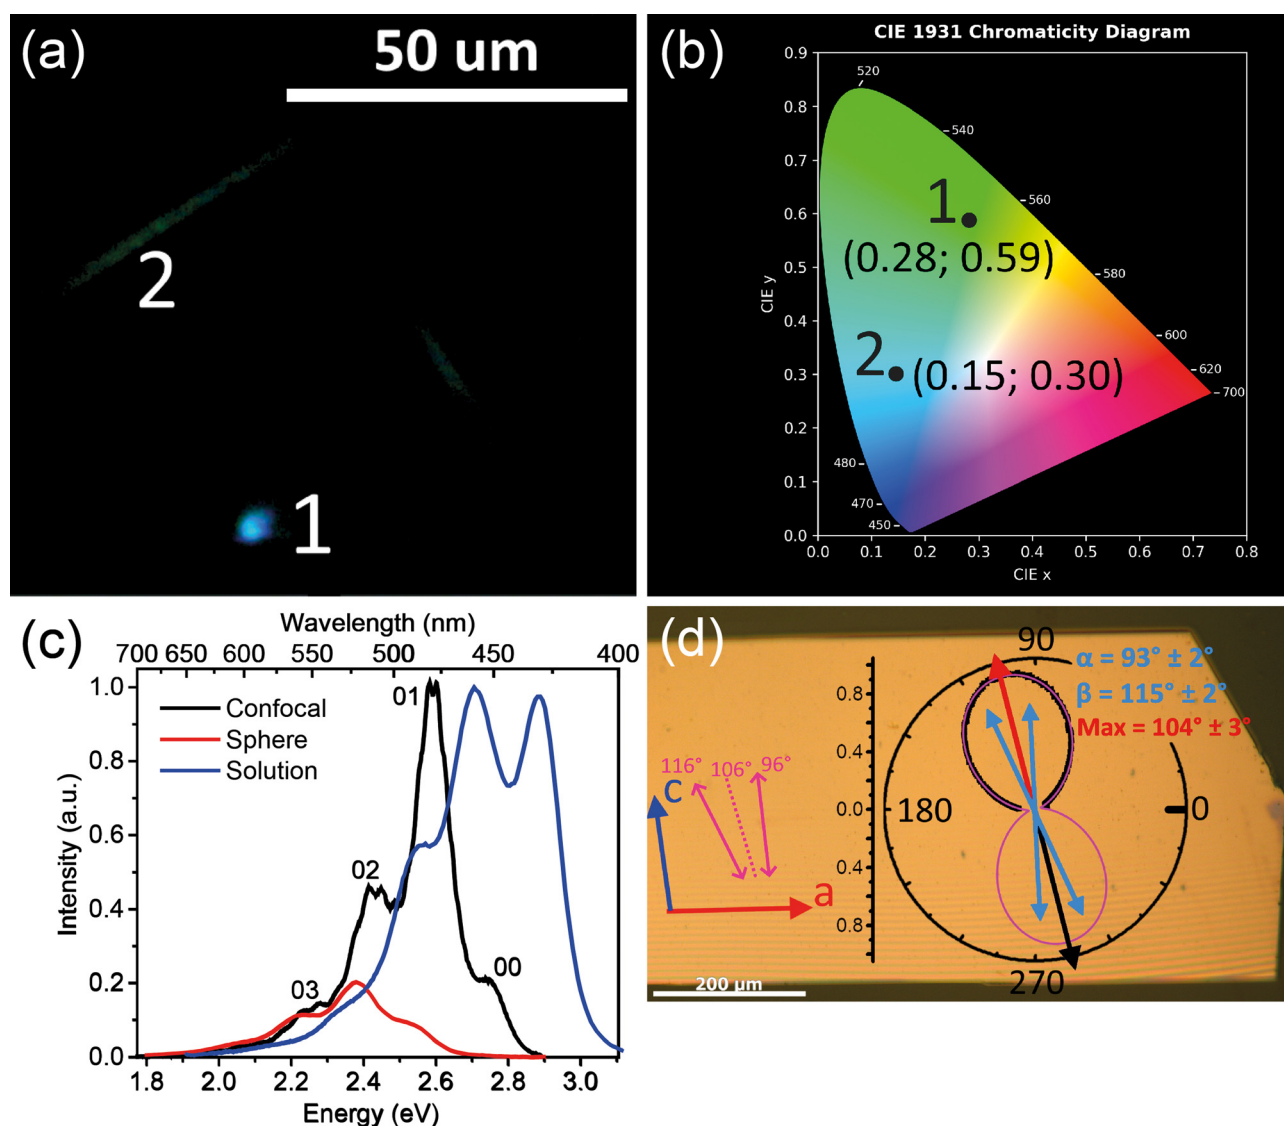 (a)
50 um
2
1
(b)
CIE 1931 Chromaticity Diagram
0.9
0.8
0.7
0.6
0.5
0.4
0.3
0.2
0.1
0.0
CIE y
0.0 0.1 0.2 0.3 0.4 0.5 0.6 0.7 0.8
CIE x
520
540
560
580
600
620
700
480
470
450
1
(0.28; 0.59)
2
(0.15; 0.30)
(c)
Wavelength (nm)
700 650 600 550 500 450 400
1.0
0.8
0.6
0.4
0.2
0.0
Intensity (a.u.)
Confocal
Sphere
Solution
01
02
03
00
1.8 2.0 2.2 2.4 2.6 2.8 3.0
Energy (eV)
(d)
90
α = 93° ± 2°
β = 115° ± 2°
Max = 104° ± 3°
0.8
0.4
0.0
0.4
0.8
180
0
270
116° 106° 96°
c
a
200 µm